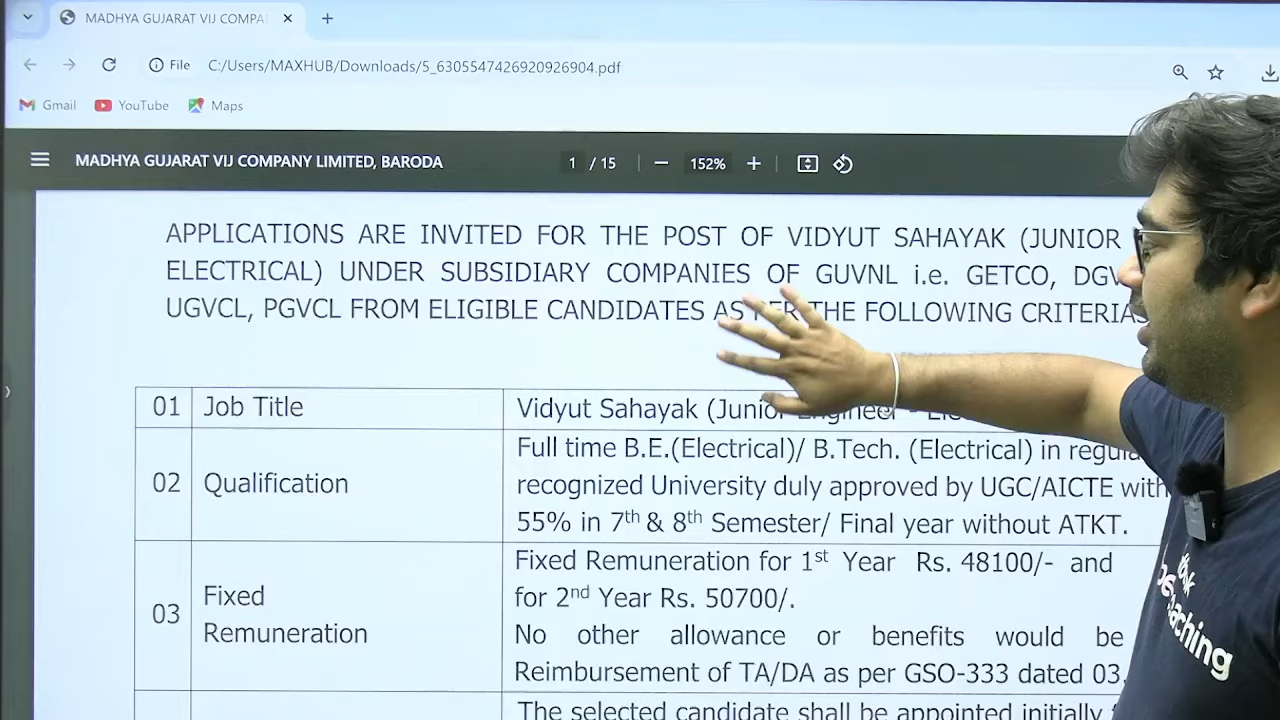 MADHYA GUJARAT VIJ COMPA
File C:/Users/MAXHUB/Downloads/5_6305547426920926904.pdf
Gmail YouTube Maps
MADHYA GUJARAT VIJ COMPANY LIMITED, BARODA 1 / 15 152%
APPLICATIONS ARE INVITED FOR THE POST OF VIDYUT SAHAYAK (JUNIOR
ELECTRICAL) UNDER SUBSIDIARY COMPANIES OF GUVNL i.e. GETCO,
UGVCL, PGVCL FROM ELIGIBLE CANDIDATES AS PER THE FOLLOWING CRITERIAS
01 Job Title Vidyut Sahayak (Junior Engineer -
02 Qualification
Full time B.E.(Electrical)/ B.Tech. (Electrical) in
recognized University duly approved by UGC/AICTE with
55% in 7th & 8th Semester/ Final year without ATKT.
03 Fixed Remuneration
Fixed Remuneration for 1st Year Rs. 48100/- and
for 2nd Year Rs. 50700/.
No other allowance or benefits would be
Reimbursement of TA/DA as per GSO-333 dated 03.
The selected candidate shall be appointed initially